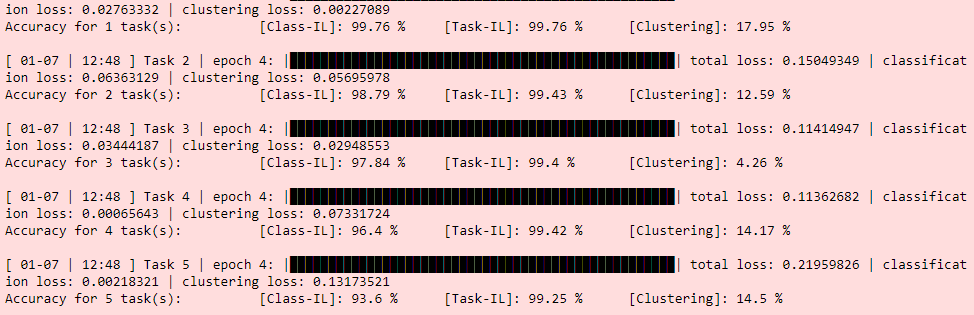 ion loss: 0.02763332 | clustering loss: 0.00227089
Accuracy for 1 task(s): [Class-IL]: 99.76 % [Task-IL]: 99.76 % [Clustering]: 17.95 %
[ 01-07 | 12:48 ] Task 2 | epoch 4: | | total loss: 0.15049349 | classificat
ion loss: 0.06363129 | clustering loss: 0.05695978
Accuracy for 2 task(s): [Class-IL]: 98.79 % [Task-IL]: 99.43 % [Clustering]: 12.59 %
[ 01-07 | 12:48 ] Task 3 | epoch 4: | | total loss: 0.11414947 | classificat
ion loss: 0.03444187 | clustering loss: 0.02948553
Accuracy for 3 task(s): [Class-IL]: 97.84 % [Task-IL]: 99.4 % [Clustering]: 4.26 %
[ 01-07 | 12:48 ] Task 4 | epoch 4: | | total loss: 0.11362682 | classificat
ion loss: 0.00065643 | clustering loss: 0.07331724
Accuracy for 4 task(s): [Class-IL]: 96.4 % [Task-IL]: 99.42 % [Clustering]: 14.17 %
[ 01-07 | 12:48 ] Task 5 | epoch 4: | | total loss: 0.21959826 | classificat
ion loss: 0.00218321 | clustering loss: 0.13173521
Accuracy for 5 task(s): [Class-IL]: 93.6 % [Task-IL]: 99.25 % [Clustering]: 14.5 %